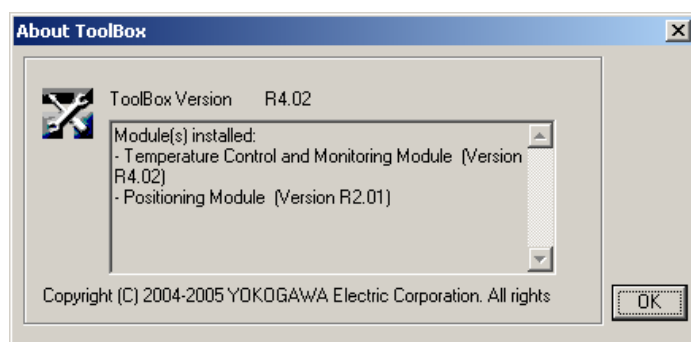 About ToolBox
ToolBox Version R4.02
Module(s) installed:
- Temperature Control and Monitoring Module (Version
R4.02)
- Positioning Module (Version R2.01)
Copyright (C) 2004-2005 YOKOGAWA Electric Corporation. All rights
OK